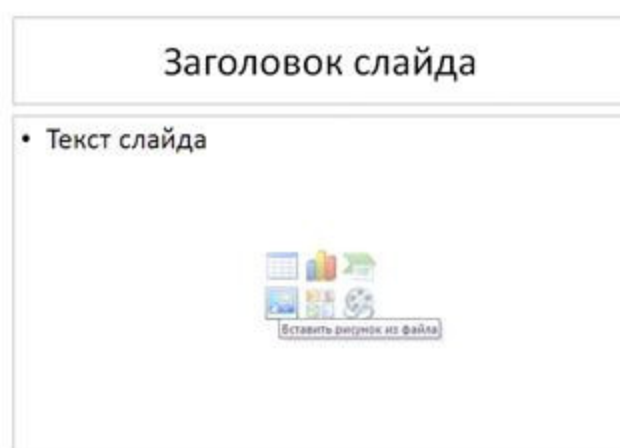 Заголовок слайда
• Текст слайда
Вставить рисунок из файла